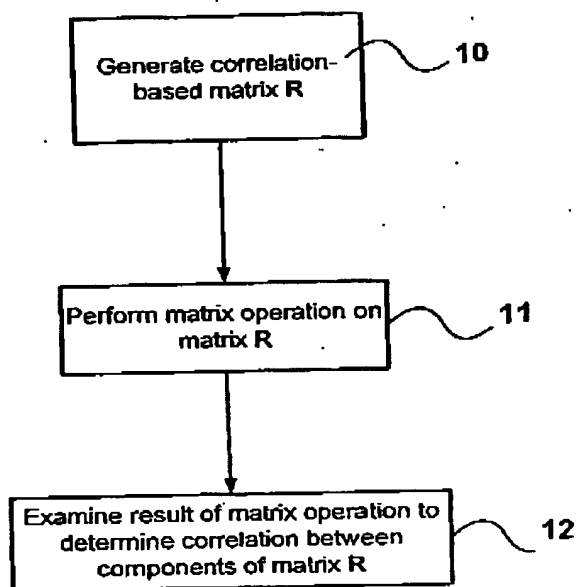 Generate correlation-
based matrix R
10
Perform matrix operation on
matrix R
11
Examine result of matrix operation to
determine correlation between
components of matrix R
12